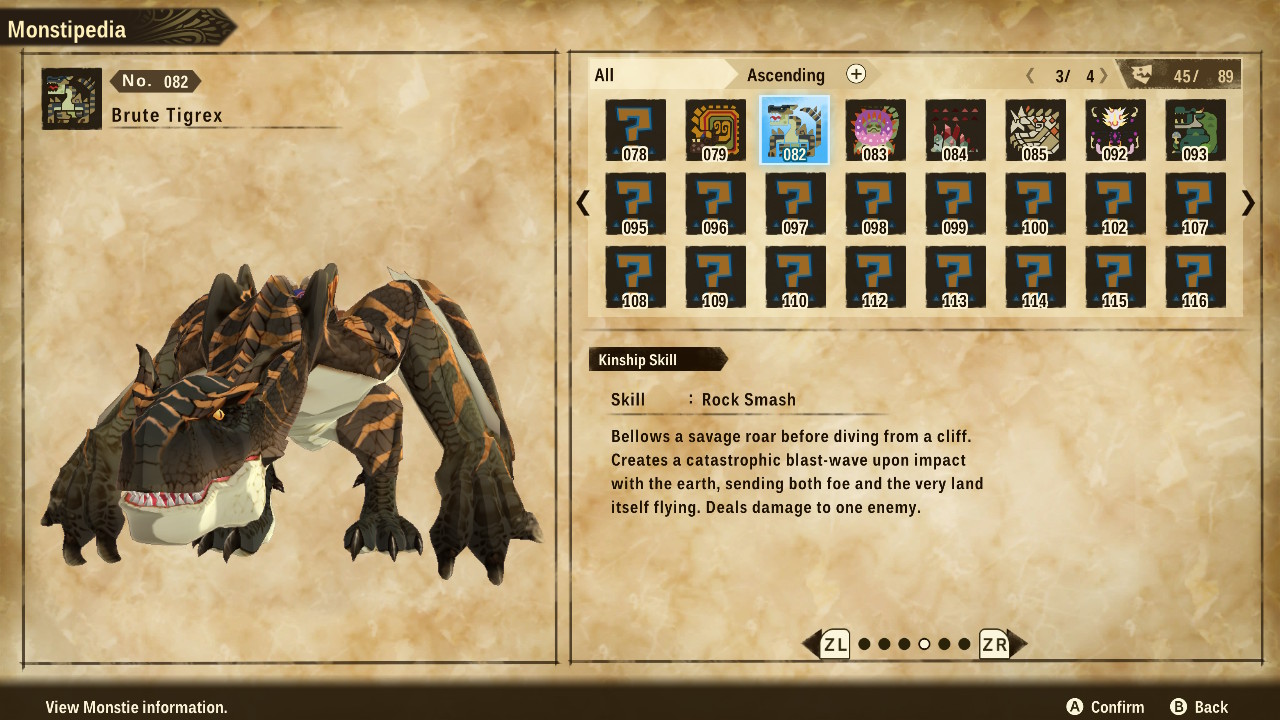 Monstipedia
No. 082
Brute Tigrex
All
Ascending
3/ 4
45/ 89
078 079 082 083 084 085 092 093
095 096 097 098 099 100 102 107
108 109 110 112 113 114 115 116
Kinship Skill
Skill : Rock Smash
Bellows a savage roar before diving from a cliff.
Creates a catastrophic blast-wave upon impact
with the earth, sending both foe and the very land
itself flying. Deals damage to one enemy.
ZL ZR
View Monstie information.
A Confirm B Back